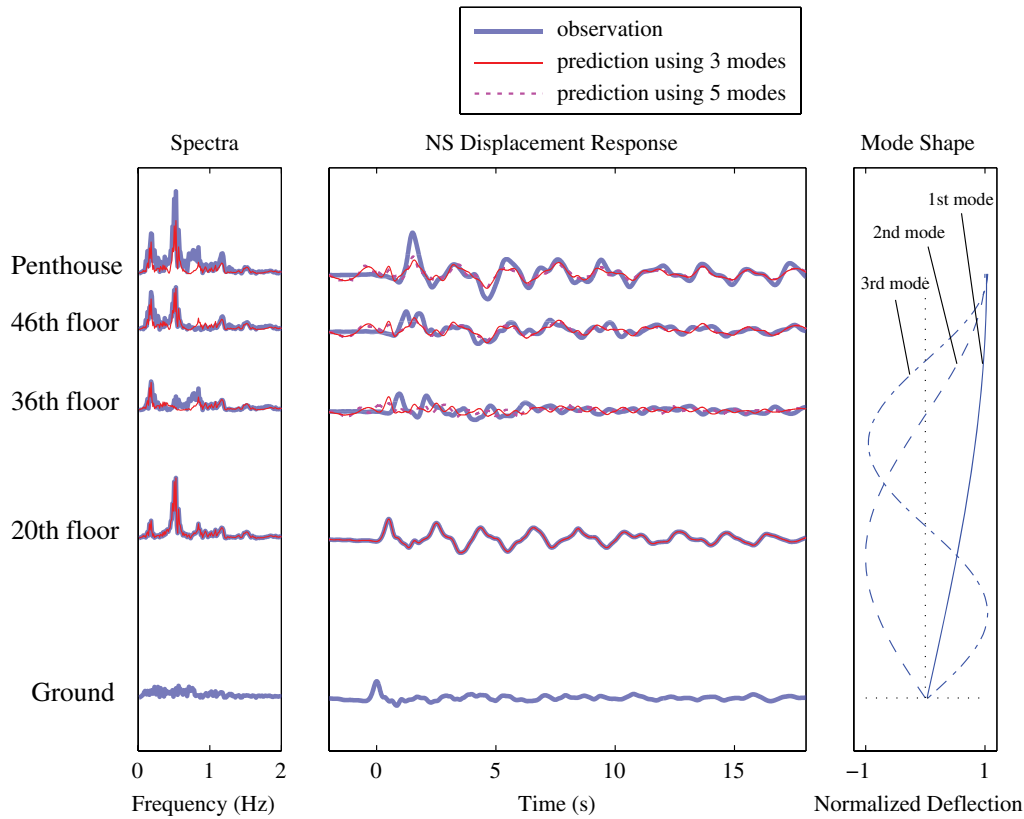 observation
prediction using 3 modes
prediction using 5 modes
Spectra
NS Displacement Response
Mode Shape
1st mode
2nd mode
3rd mode
Penthouse
46th floor
36th floor
20th floor
Ground
0 1 2
0 5 10 15
−1 1
Frequency (Hz)
Time (s)
Normalized Deflection